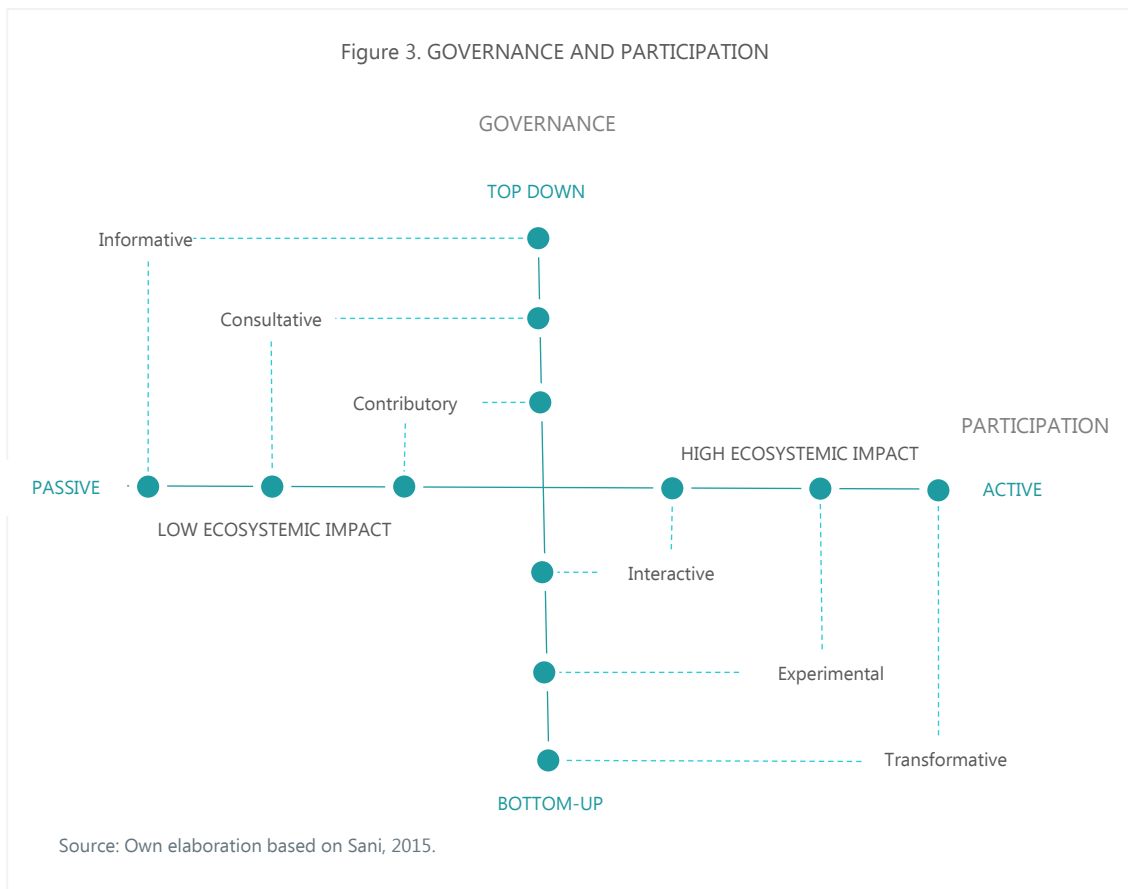 Figure 3. GOVERNANCE AND PARTICIPATION
GOVERNANCE
TOP DOWN
Informative
Consultative
Contributory
PARTICIPATION
HIGH ECOSYSTEMIC IMPACT
PASSIVE
ACTIVE
LOW ECOSYSTEMIC IMPACT
Interactive
Experimental
Transformative
BOTTOM-UP
Source: Own elaboration based on Sani, 2015.